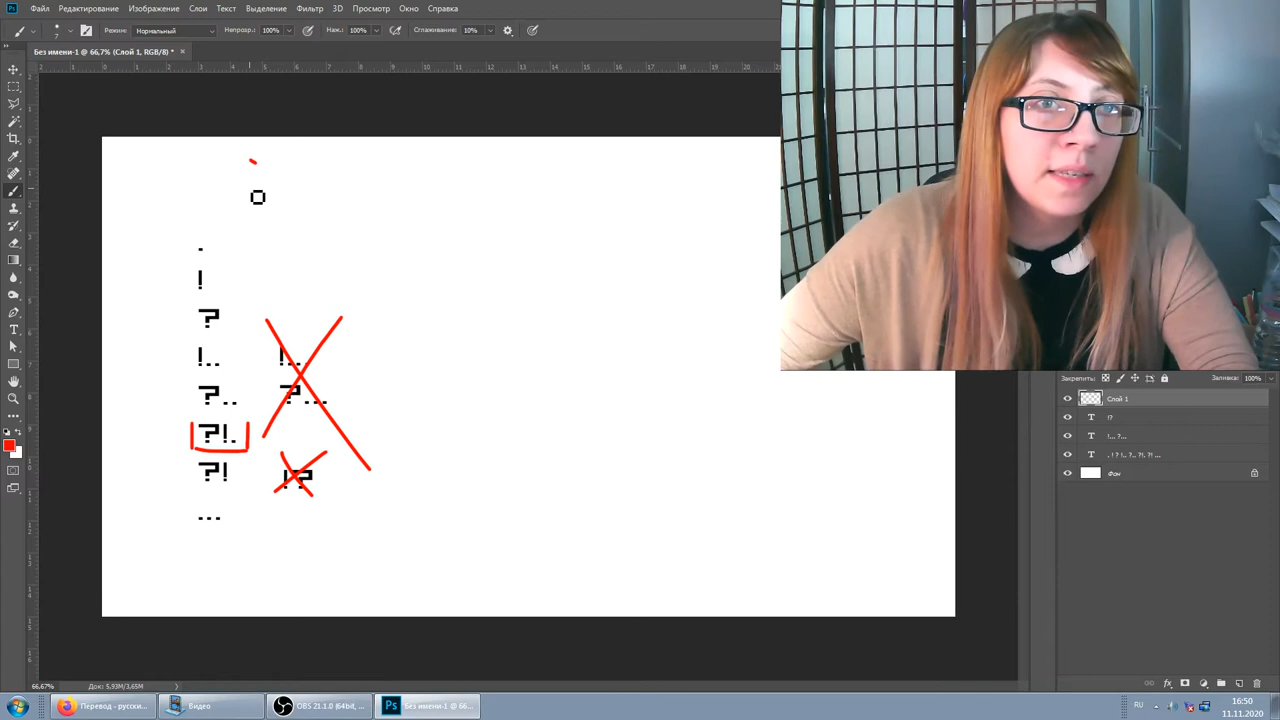 Файл Редактирование Изображение Слои Текст Выделение Фильтр 3D Просмотр Окно Справка
Режим: Нормальный Непрозр.: 100% Наж.: 100% Сглаживание: 10%
Без имени-1 @ 66,7% (Слой 1, RGB/8) *
.
!
?
!.. !...
?.. ?...
?!.
?! !?
...
Закрепить: Заливка: 100%
Слой 1
!?
!... ?...
. ! ? !.. ?.. ?!. ?! ...
Фон
66,67% Док: 5,93M/3,65M
Перевод - русски...
Видео
OBS 21.1.0 (64bit, ...
Без имени-1 @ 66...
RU
16:50
11.11.2020